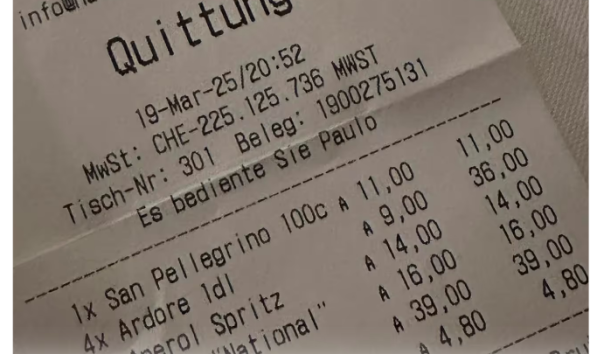 Quittung
19-Mar-25/20:52
MwSt: CHE-225.125.736 MWST
Tisch-Nr: 301 Beleg: 1900275131
Es bediente Sie Paulo
1x San Pellegrino 100c A 11,00 11,00
4x Ardore 1dl A 9,00 36,00
Spritz A 14,00 14,00
"National" A 16,00 16,00
A 39,00 39,00
A 4,80 4,80